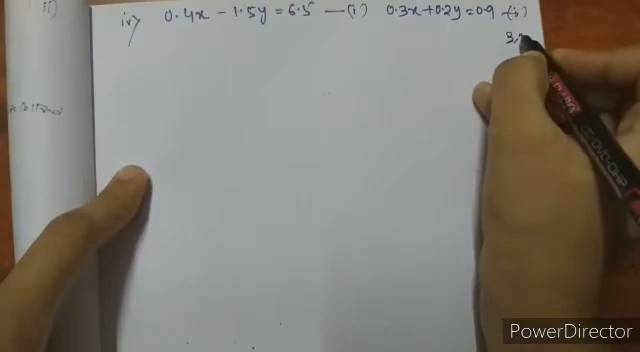 iv) 0.4x - 1.5y = 6.5 —(i) 0.3x+0.2y=0.9 -(ii)
PowerDirector